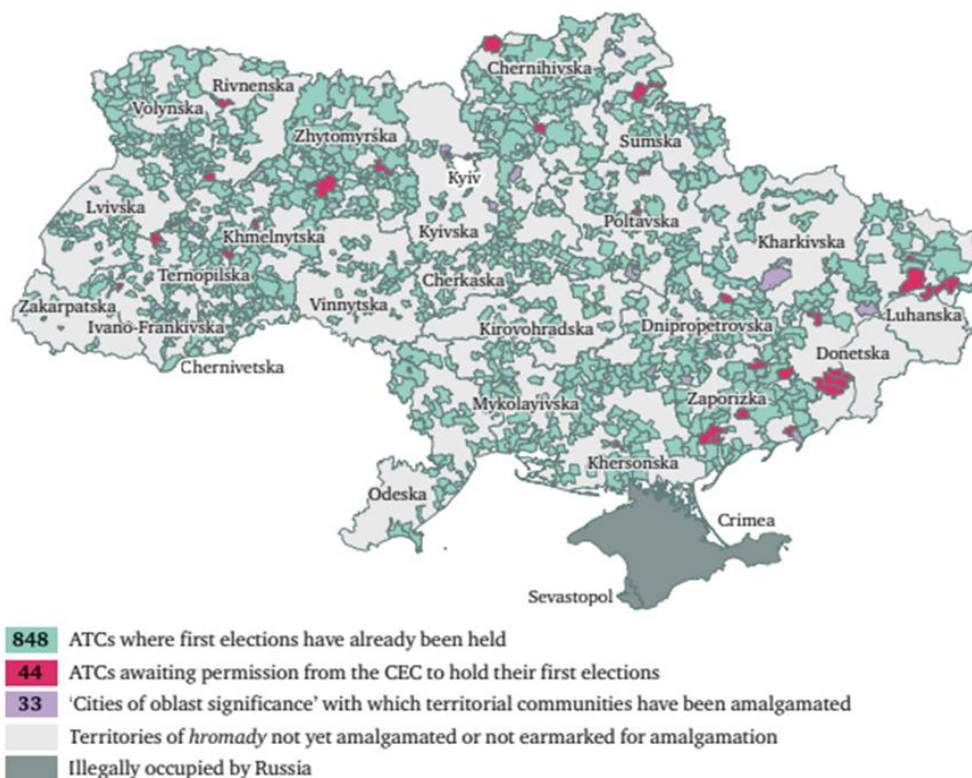 Chernihivska
Rivnenska
Volynska
Zhytomyrska
Sumska
Kyiv
Lvivska
Poltavska
Khmelnytska
Kyivska
Kharkivska
Ternopilska
Cherkaska
Zakarpatska
Vinnytska
Luhanska
Ivano-Frankivska
Kirovohradska
Dnipropetrovska
Donetska
Chernivetska
Zaporizka
Mykolayivska
Khersonska
Odeska
Crimea
Sevastopol
848 ATCs where first elections have already been held
44 ATCs awaiting permission from the CEC to hold their first elections
33 ‘Cities of oblast significance’ with which territorial communities have been amalgamated
Territories of hromady not yet amalgamated or not earmarked for amalgamation
Illegally occupied by Russia